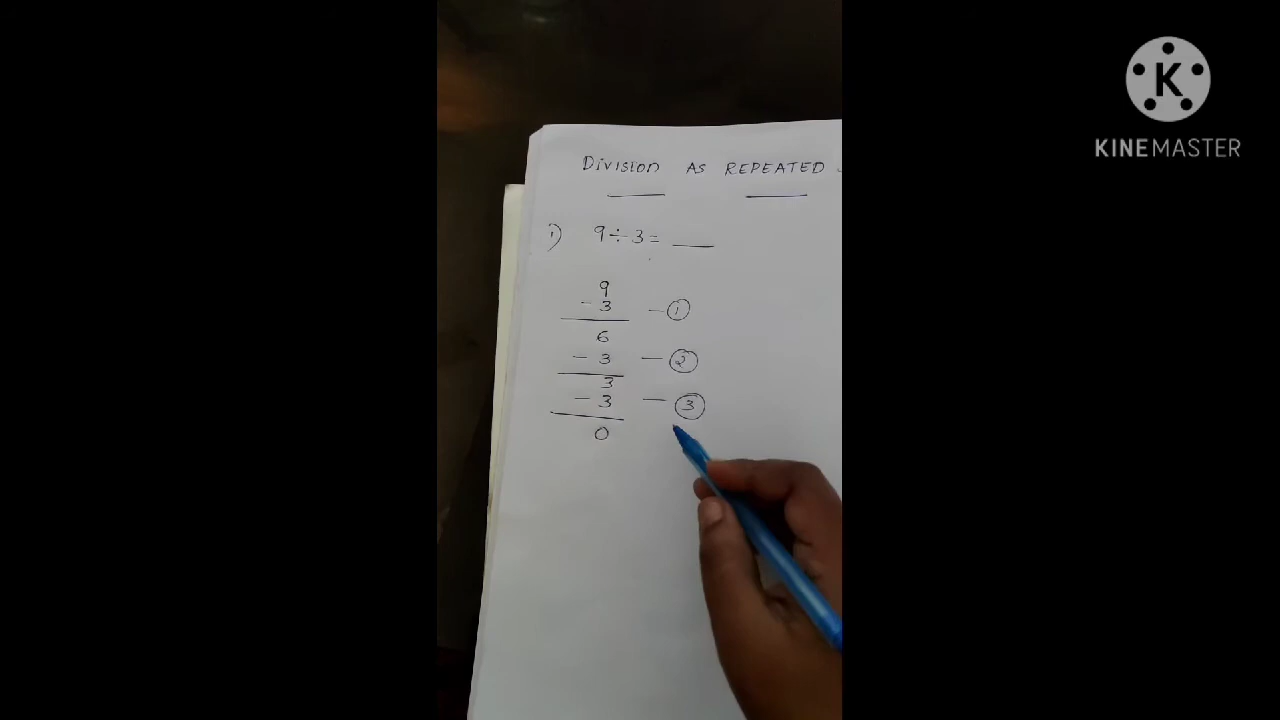 K
KINEMASTER
DIVISION AS REPEATED
1) 9 ÷ 3 = ___
9
- 3 - 1
6
- 3 - 2
3
- 3 - 3
0